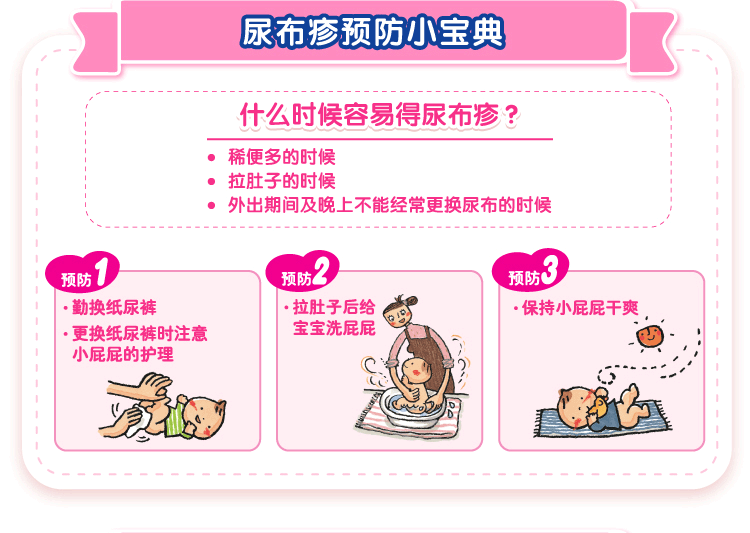 尿布疹预防小宝典
什么时候容易得尿布疹？
● 稀便多的时候
● 拉肚子的时候
● 外出期间及晚上不能经常更换尿布的时候
预防1
·勤换纸尿裤
·更换纸尿裤时注意
小屁屁的护理
预防2
·拉肚子后给
宝宝洗屁屁
预防3
·保持小屁屁干爽